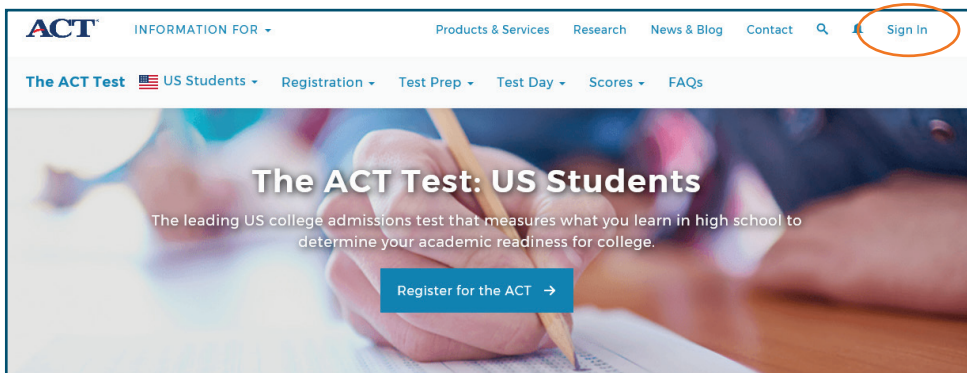 ACT INFORMATION FOR Products & Services Research News & Blog Contact Sign In
The ACT Test US Students Registration Test Prep Test Day Scores FAQs
The ACT Test: US Students
The leading US college admissions test that measures what you learn in high school to
determine your academic readiness for college.
Register for the ACT →